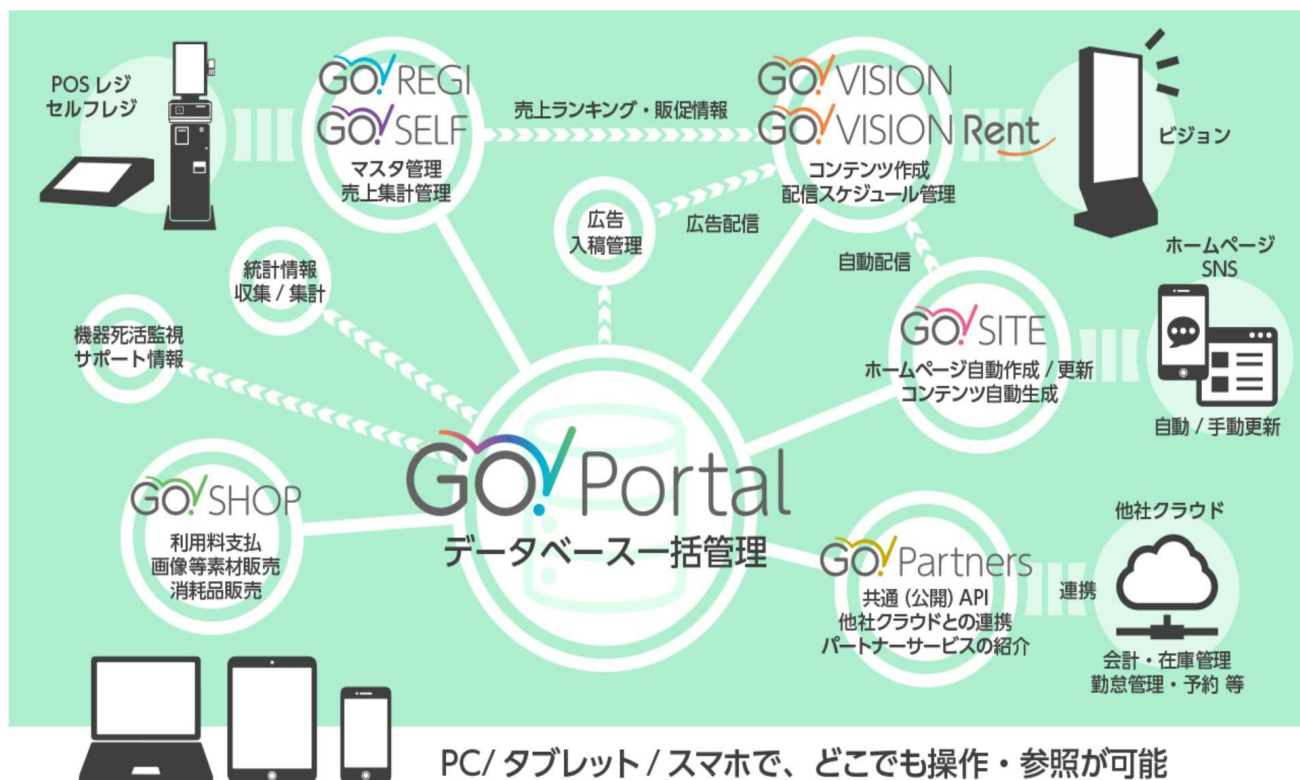 POS レジ
セルフレジ
GO! REGI
GO! SELF
マスタ管理
売上集計管理
売上ランキング・販促情報
GO! VISION
GO! VISION Rent
コンテンツ作成
配信スケジュール管理
ビジョン
広告
入稿管理
広告配信
自動配信
統計情報
収集 / 集計
機器死活監視
サポート情報
GO! SITE
ホームページ自動作成 / 更新
コンテンツ自動生成
ホームページ
SNS
自動 / 手動更新
GO! Portal
データベース一括管理
GO! SHOP
利用料支払
画像等素材販売
消耗品販売
GO! Partners
共通 (公開) API
他社クラウドとの連携
パートナーサービスの紹介
連携
他社クラウド
会計・在庫管理
勤怠管理・予約 等
PC/ タブレット / スマホで、どこでも操作・参照が可能